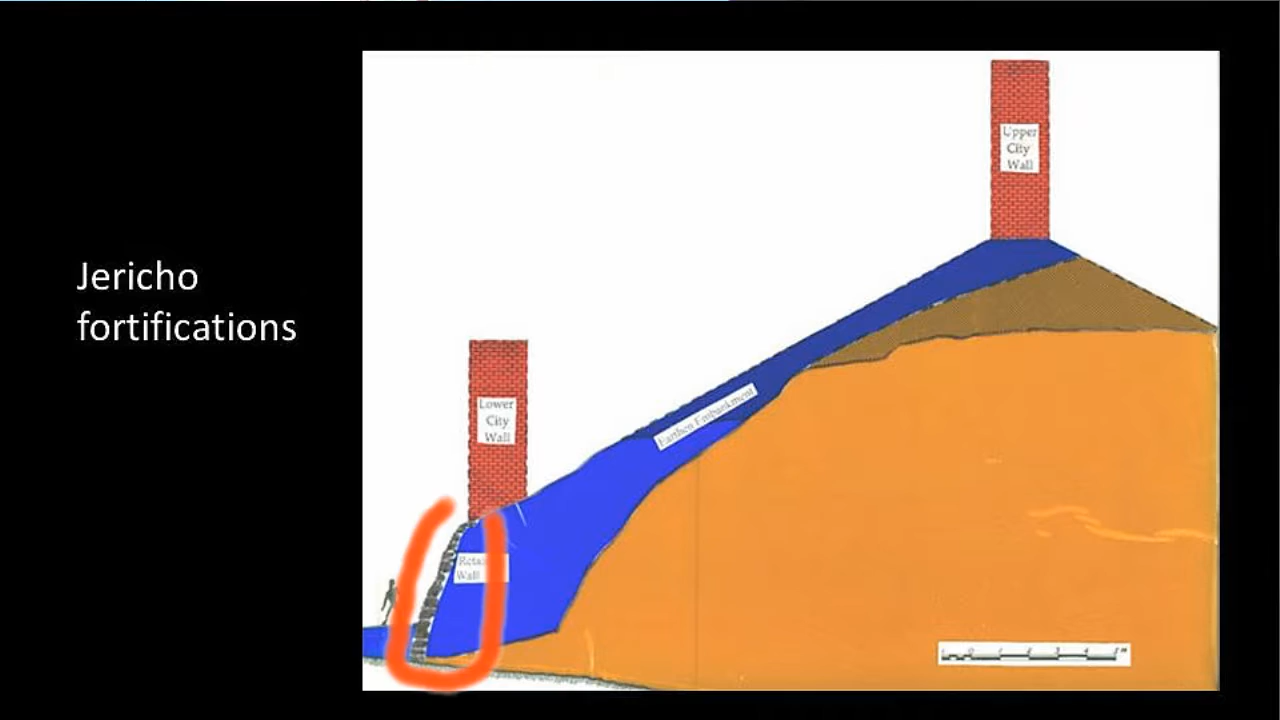 Jericho
fortifications
Upper
City
Wall
Lower
City
Wall
Earthen Embankment
Wall